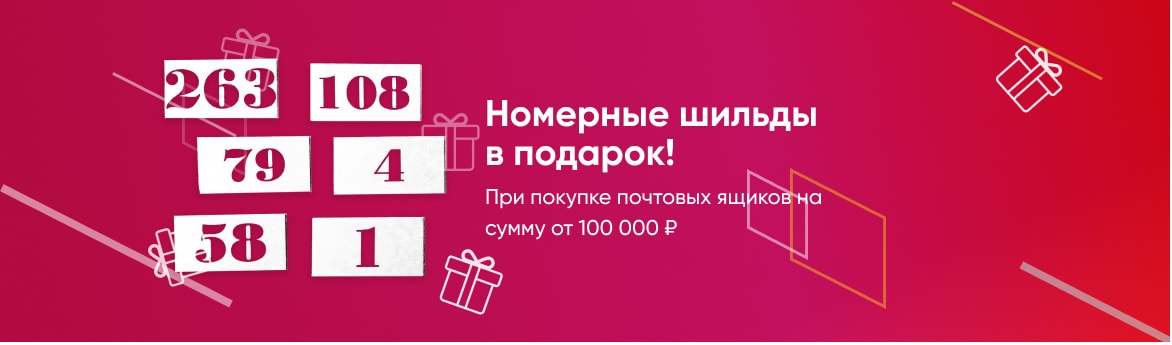 263 108
79 4
58 1
Номерные шильды
в подарок!
При покупке почтовых ящиков на
сумму от 100 000 ₽